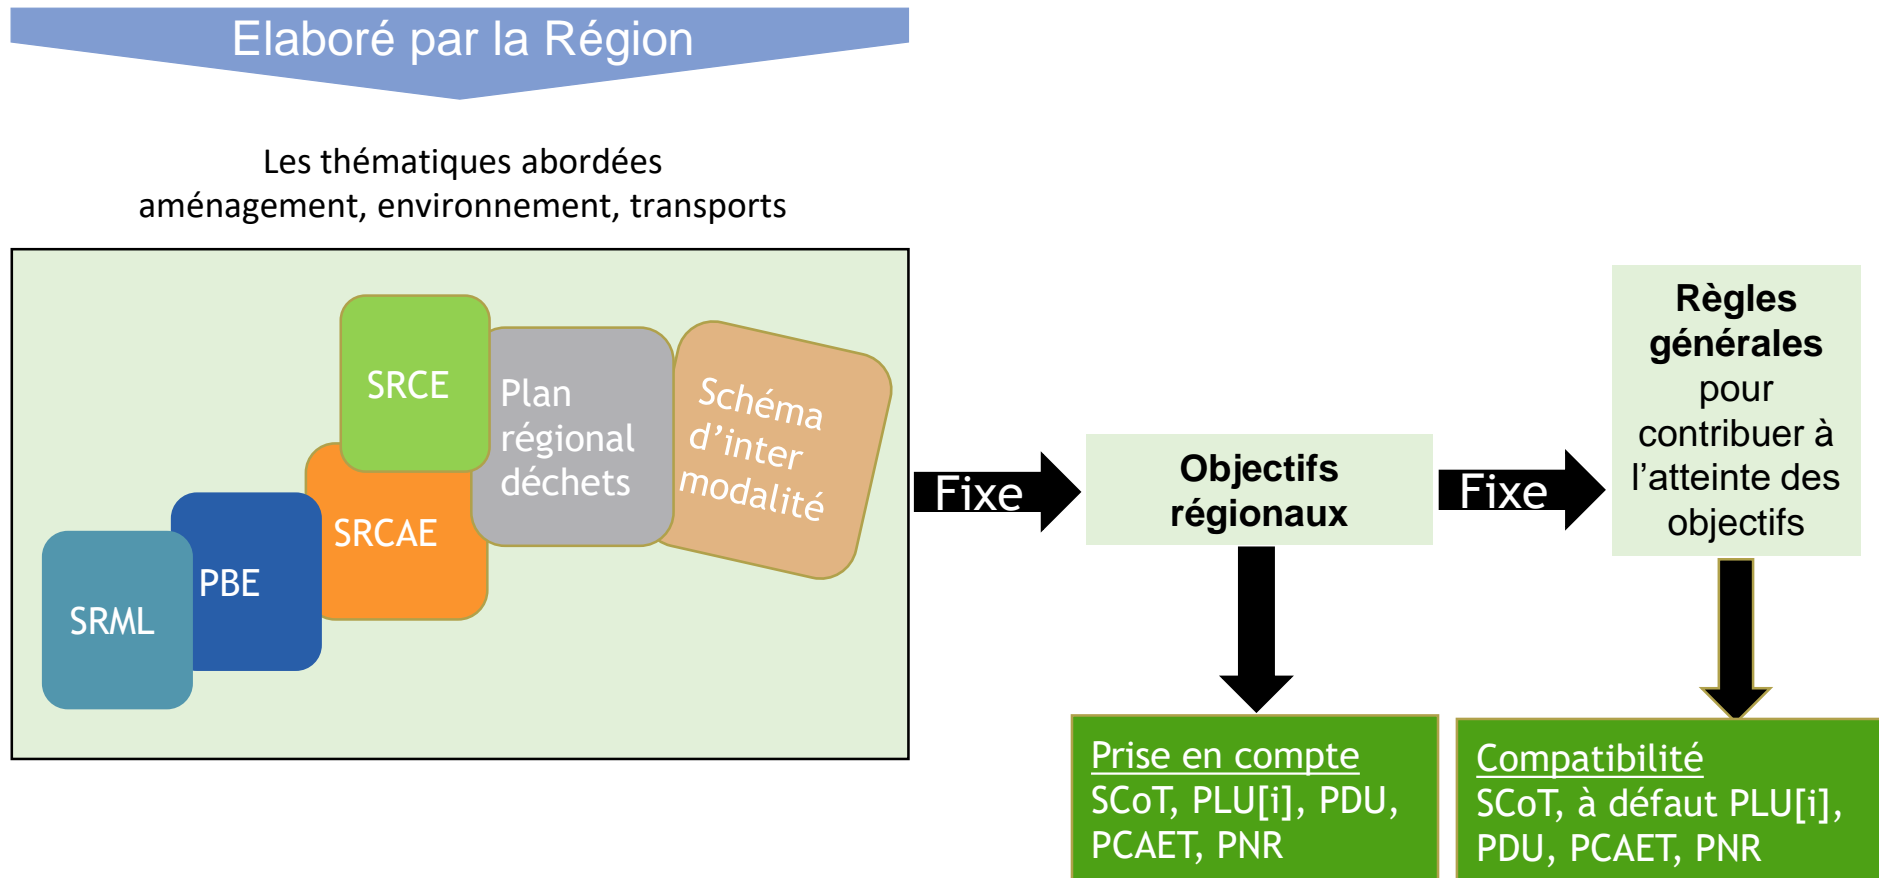 Elaboré par la Région
Les thématiques abordées
aménagement, environnement, transports
SRCE
Plan
régional
déchets
Schéma
d'inter
modalité
SRCAE
PBE
SRML
Fixe
Objectifs
régionaux
Fixe
Règles
générales
pour
contribuer à
l'atteinte des
objectifs
Prise en compte
SCoT, PLU[i], PDU,
PCAET, PNR
Compatibilité
SCoT, à défaut PLU[i],
PDU, PCAET, PNR